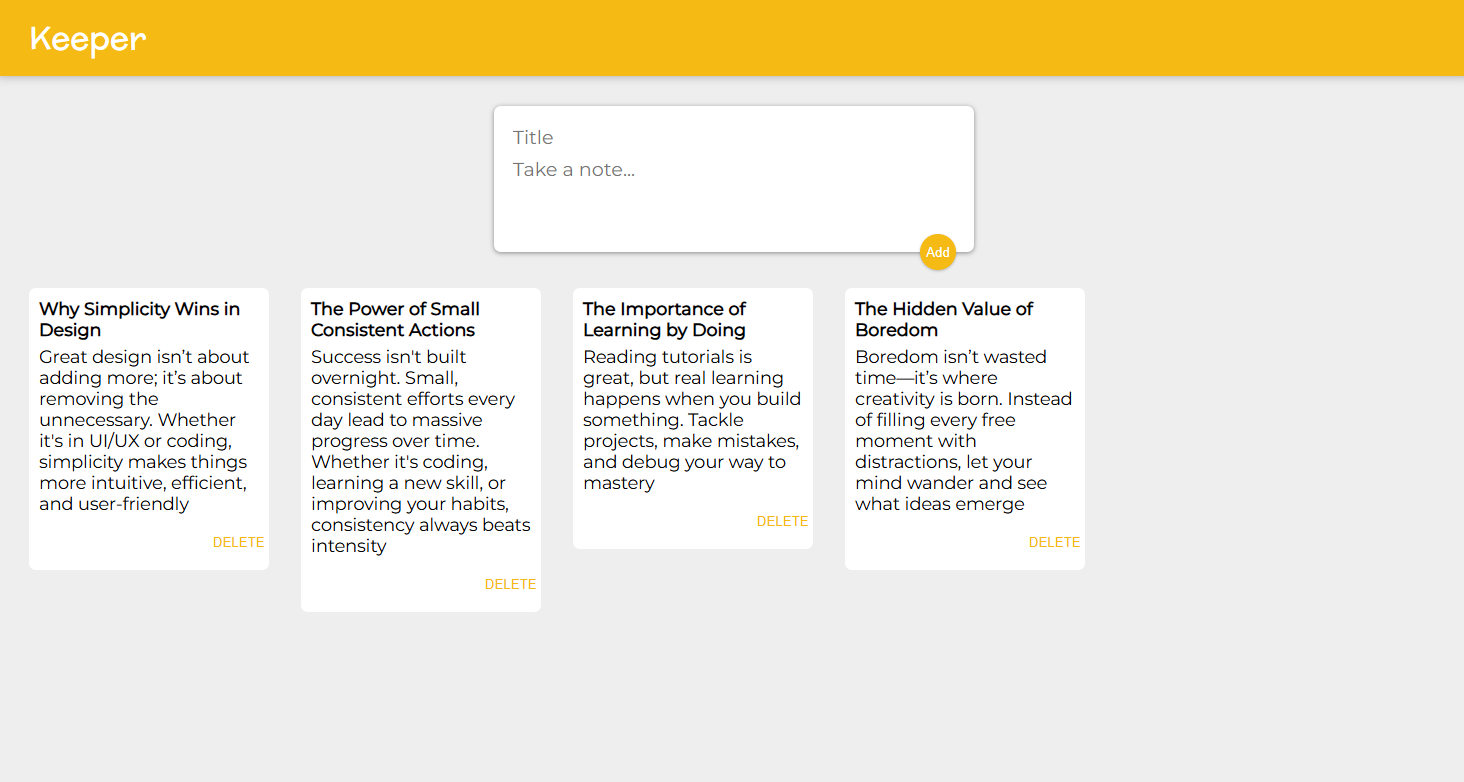 Keeper
Title
Take a note...
Add
Why Simplicity Wins in
Design
Great design isn’t about
adding more; it’s about
removing the
unnecessary. Whether
it's in UI/UX or coding,
simplicity makes things
more intuitive, efficient,
and user-friendly
DELETE
The Power of Small
Consistent Actions
Success isn't built
overnight. Small,
consistent efforts every
day lead to massive
progress over time.
Whether it's coding,
learning a new skill, or
improving your habits,
consistency always beats
intensity
DELETE
The Importance of
Learning by Doing
Reading tutorials is
great, but real learning
happens when you build
something. Tackle
projects, make mistakes,
and debug your way to
mastery
DELETE
The Hidden Value of
Boredom
Boredom isn’t wasted
time—it’s where
creativity is born. Instead
of filling every free
moment with
distractions, let your
mind wander and see
what ideas emerge
DELETE